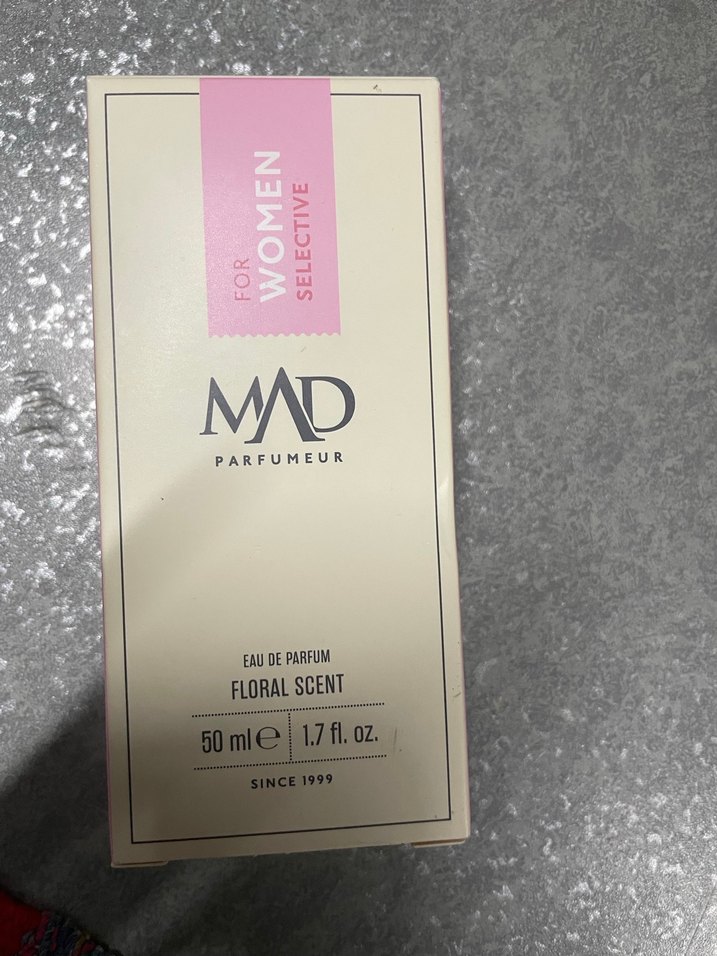 FOR
WOMEN
SELECTIVE
MAD
PARFUMEUR
EAU DE PARFUM
FLORAL SCENT
50 ml ℮ 1.7 fl. oz.
SINCE 1999